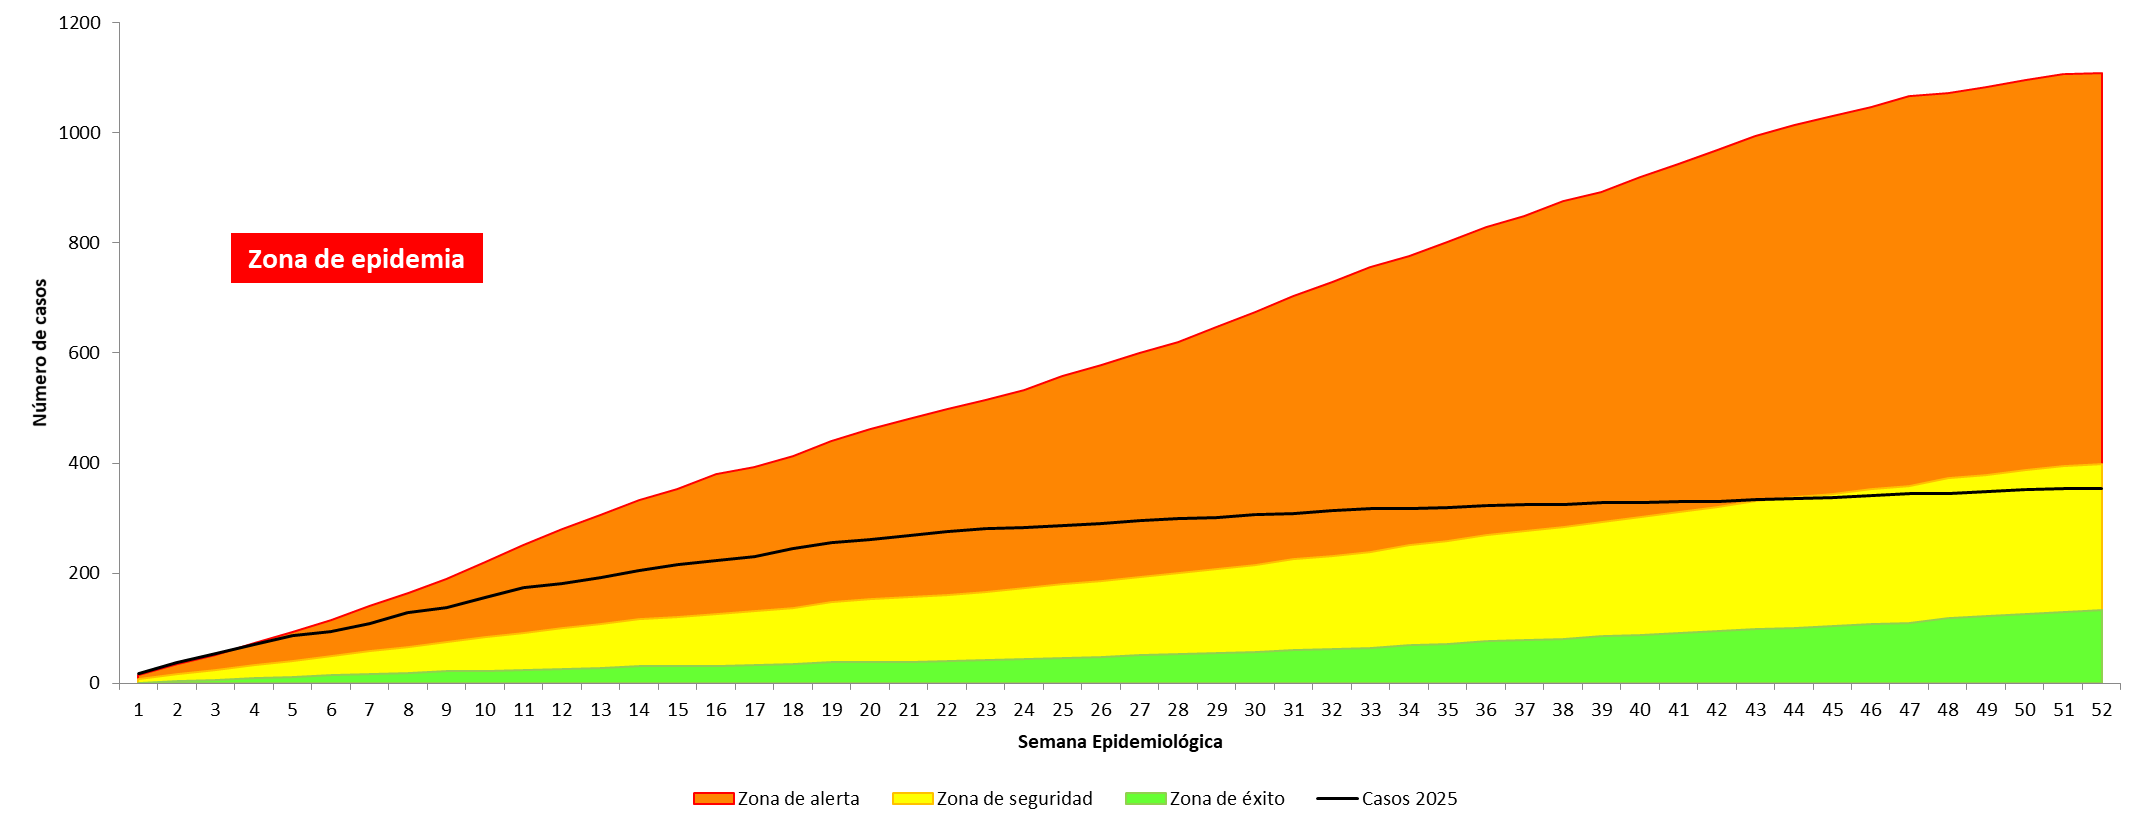 1200
1000
800
600
400
200
0
Número de casos
Zona de epidemia
1 2 3 4 5 6 7 8 9 10 11 12 13 14 15 16 17 18 19 20 21 22 23 24 25 26 27 28 29 30 31 32 33 34 35 36 37 38 39 40 41 42 43 44 45 46 47 48 49 50 51 52
Semana Epidemiológica
Zona de alerta Zona de seguridad Zona de éxito Casos 2025